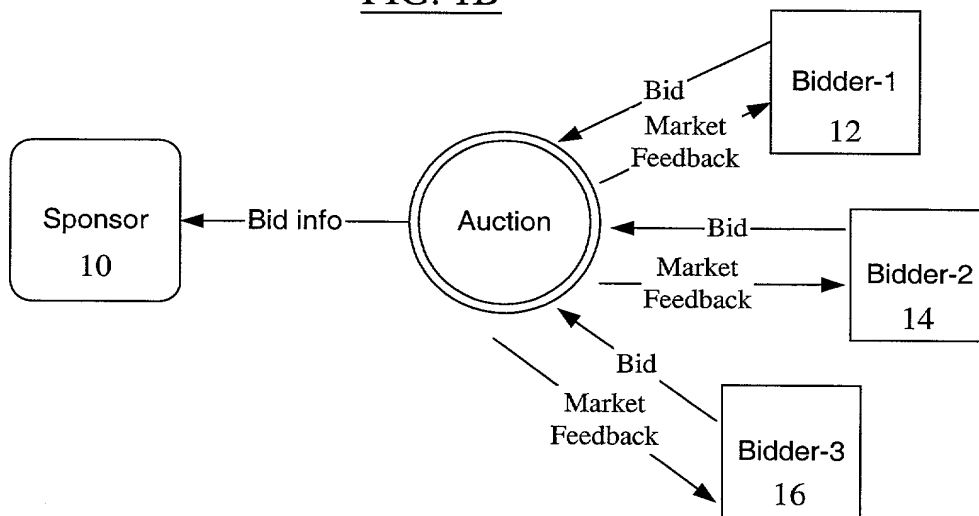 FIG. 1B
Bidder-1
12
Bid
Market
Feedback
Sponsor
10
Bid info
Auction
Bid
Market
Feedback
Bidder-2
14
Bid
Market
Feedback
Bidder-3
16